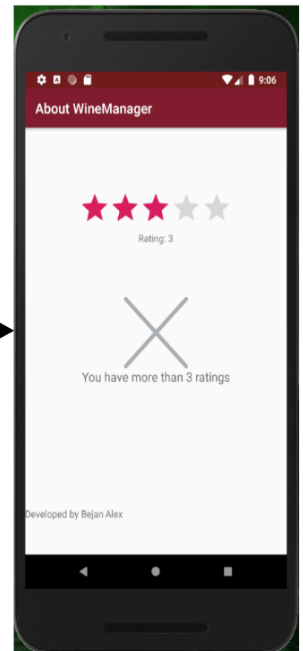 9:06
About WineManager
Rating: 3
You have more than 3 ratings
Developed by Bejan Alex